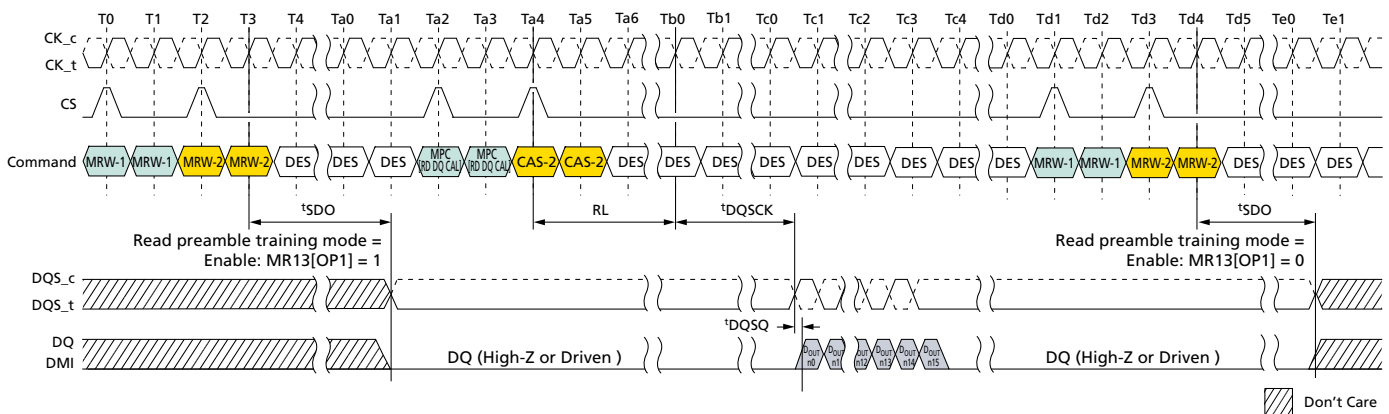 T0 T1 T2 T3 T4 Ta0 Ta1 Ta2 Ta3 Ta4 Ta5 Ta6 Tb0 Tb1 Tc0 Tc1 Tc2 Tc3 Tc4 Td0 Td1 Td2 Td3 Td4 Td5 Te0 Te1
CK_c
CK_t
CS
Command MRW-1 MRW-1 MRW-2 MRW-2 DES DES DES MPC [RD DQ CAL] MPC [RD DQ CAL] CAS-2 CAS-2 DES DES DES DES DES DES DES DES DES MRW-1 MRW-1 MRW-2 MRW-2 DES DES DES
tSDO RL tDQSCK tSDO
Read preamble training mode = Read preamble training mode =
Enable: MR13[OP1] = 1 Enable: MR13[OP1] = 0
DQS_c
DQS_t
tDQSQ
DQ
DMI
DQ (High-Z or Driven ) DOUT n0 DOUT n12 DOUT n13 DOUT n14 DOUT n15 DQ (High-Z or Driven )
Don't Care